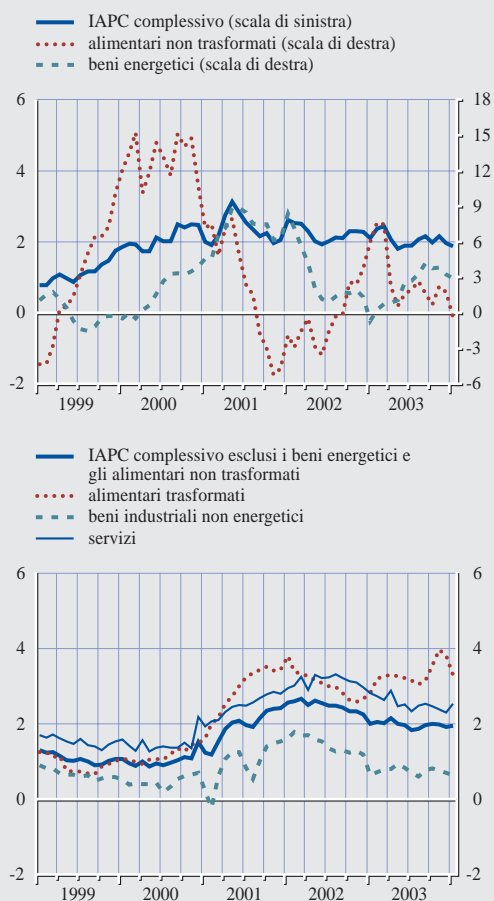 IAPC complessivo (scala di sinistra)
alimentari non trasformati (scala di destra)
beni energetici (scala di destra)
6 18
15
4 12
9
2 6
3
0 0
-3
-2 -6
1999 2000 2001 2002 2003
IAPC complessivo esclusi i beni energetici e
gli alimentari non trasformati
alimentari trasformati
beni industriali non energetici
servizi
6 6
4 4
2 2
0 0
-2 -2
1999 2000 2001 2002 2003